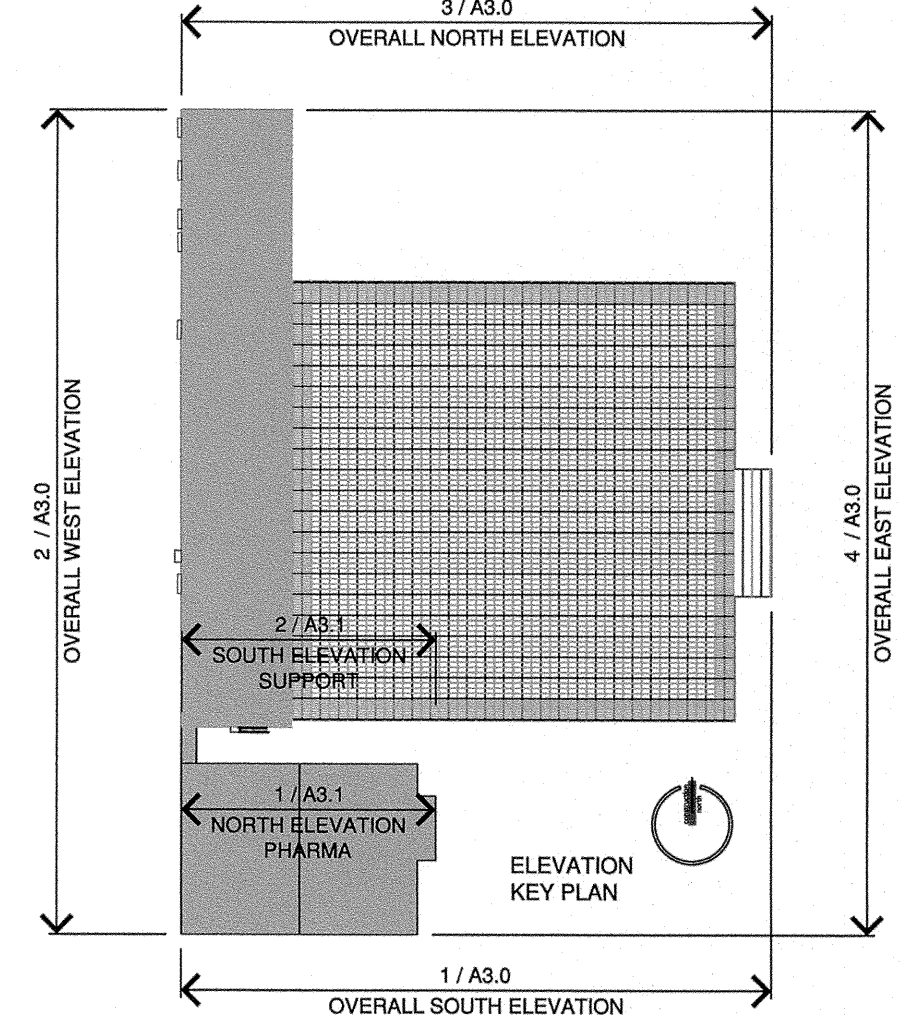 3 / A3.0
OVERALL NORTH ELEVATION
2 / A3.0
OVERALL WEST ELEVATION
4 / A3.0
OVERALL EAST ELEVATION
2 / A3.1
SOUTH ELEVATION
SUPPORT
1 / A3.1
NORTH ELEVATION
PHARMA
ELEVATION
KEY PLAN
1 / A3.0
OVERALL SOUTH ELEVATION